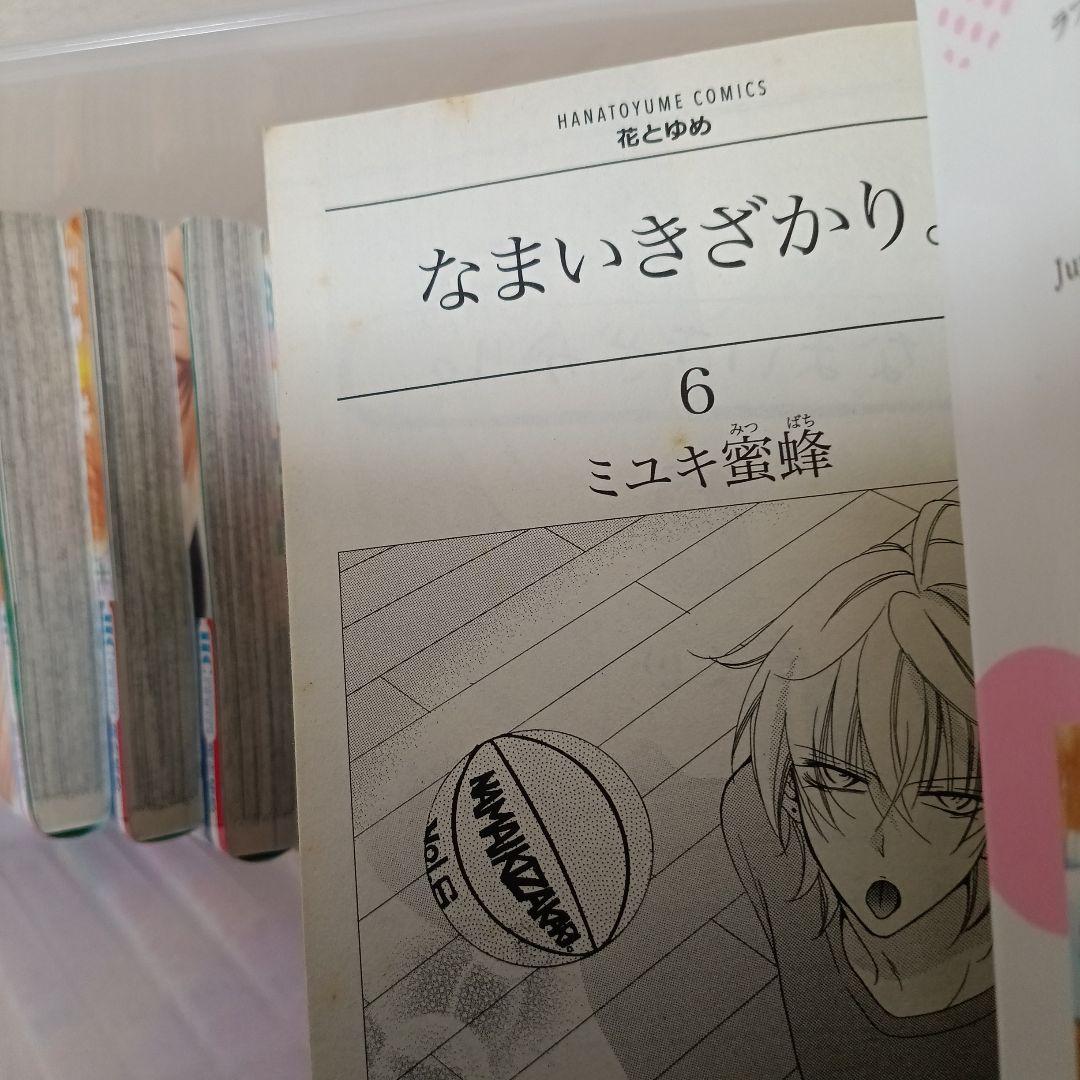 HANATOYUME COMICS
花とゆめ
なまいきざかり。
6
みつ ばち
ミユキ蜜蜂
NAMAIKIZAKARI。
vol.6